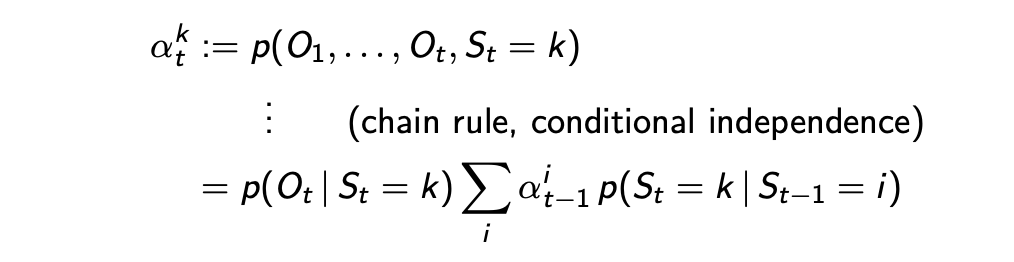 α_t^k := p(O_1, . . . , O_t, S_t = k)
⋮ (chain rule, conditional independence)
= p(O_t | S_t = k) ∑_i α_{t−1}^i p(S_t = k | S_{t−1} = i)